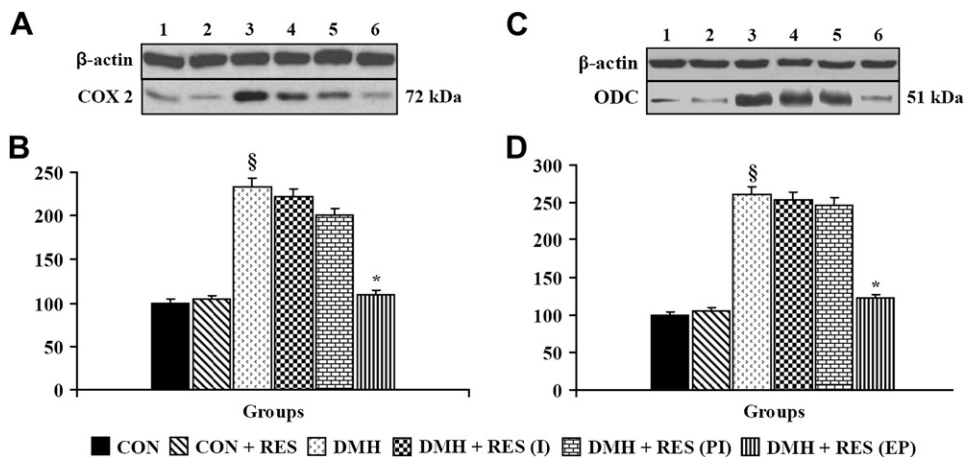 A
1 2 3 4 5 6
β-actin
COX 2
72 kDa
B
250
200
150
100
50
0
§
*
Groups
C
1 2 3 4 5 6
β-actin
ODC
51 kDa
D
300
250
200
150
100
50
0
§
*
Groups
CON CON + RES DMH DMH + RES (I) DMH + RES (PI) DMH + RES (EP)